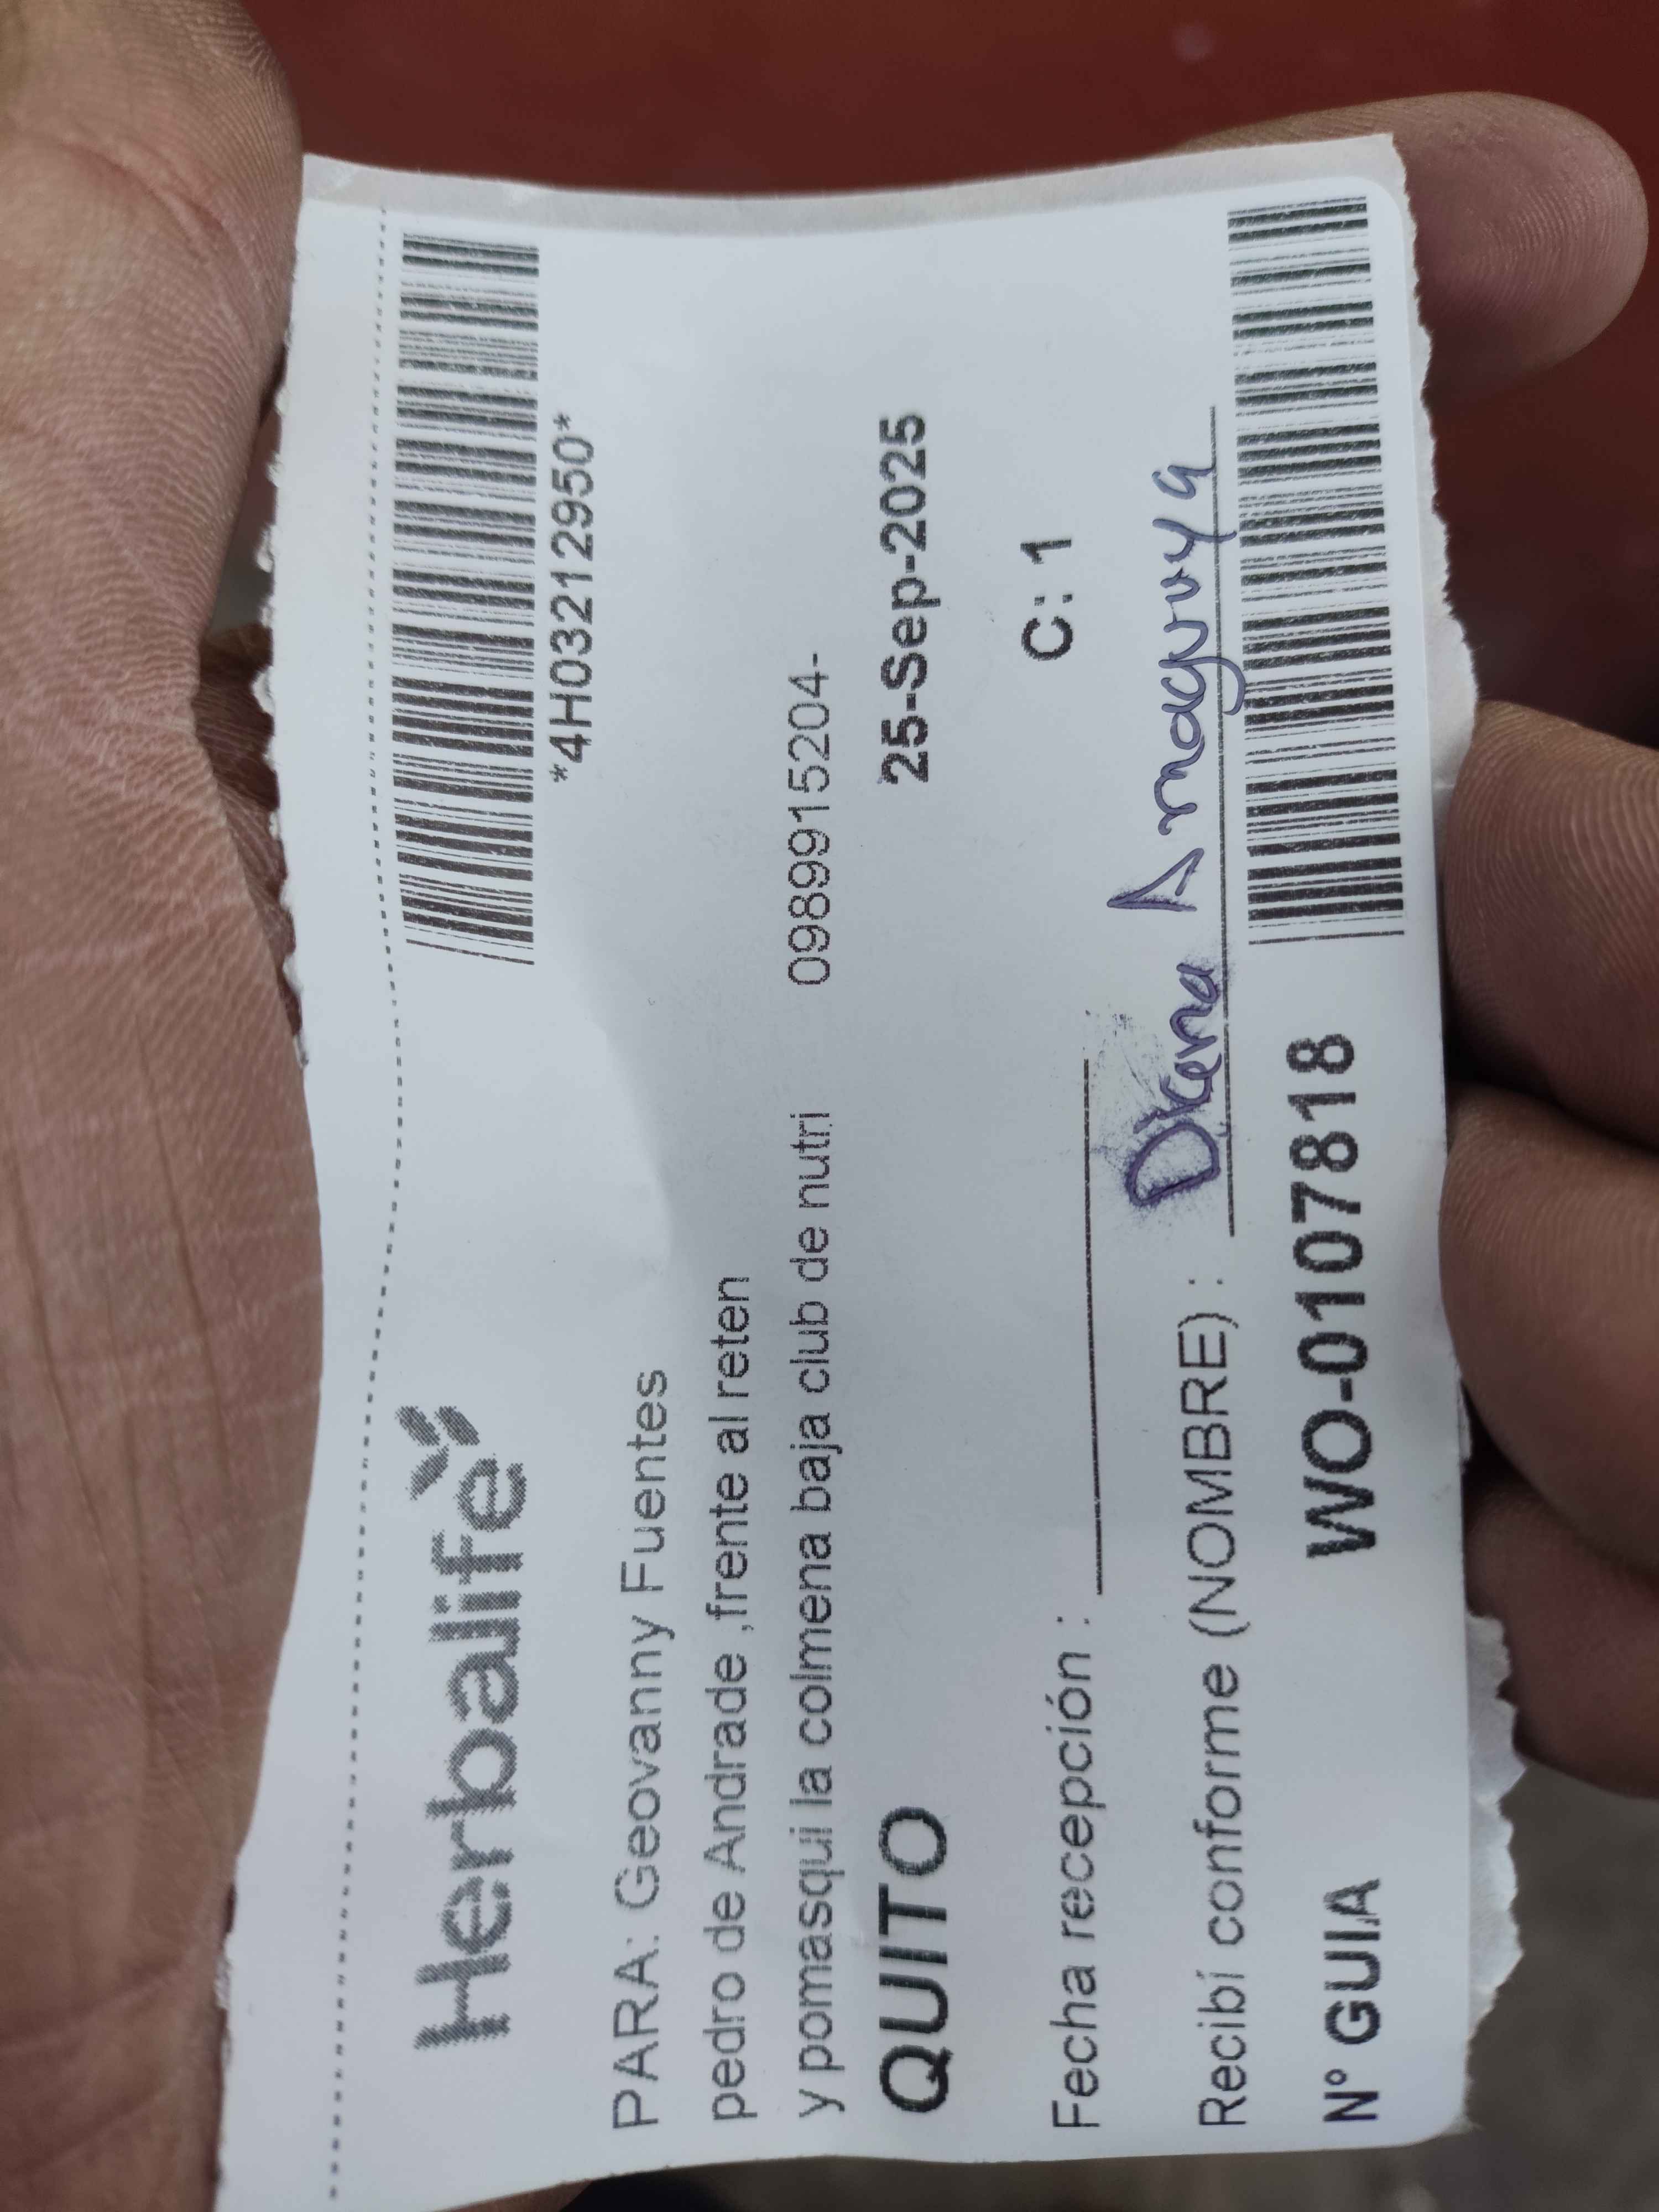 Herbalife
*4H03212950*
PARA: Geovanny Fuentes
pedro de Andrade ,frente al reten
y pomasqui la colmena baja club de nutri 0989915204-
QUITO 25-Sep-2025
Fecha recepción : C: 1
Recibí conforme (NOMBRE) : Diana Amaguaya
N° GUIA WO-0107818